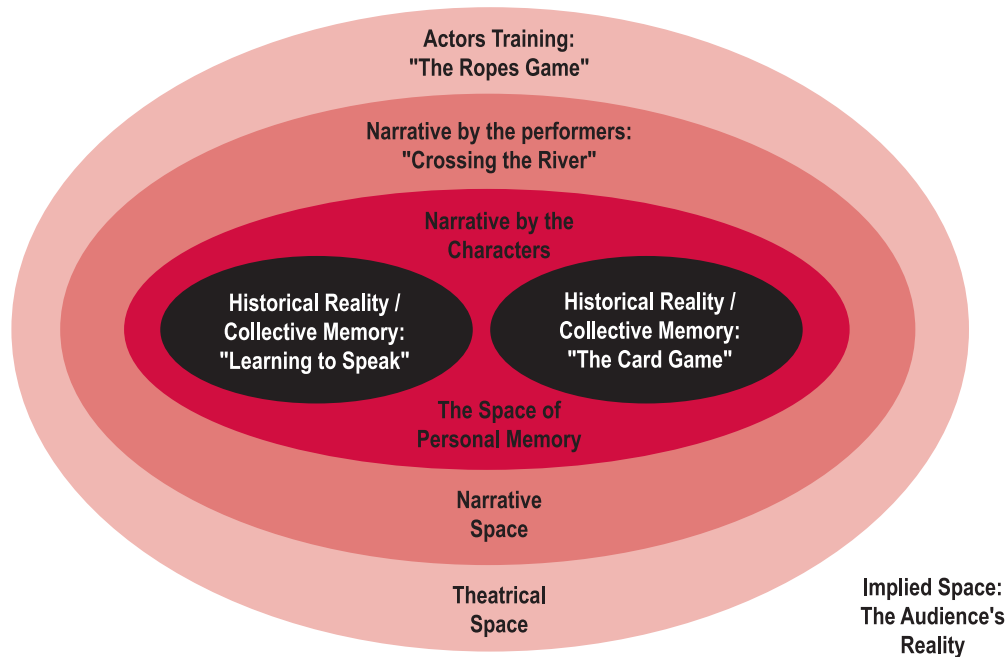 Actors Training:
"The Ropes Game"
Narrative by the performers:
"Crossing the River"
Narrative by the
Characters
Historical Reality /
Collective Memory:
"Learning to Speak"
Historical Reality /
Collective Memory:
"The Card Game"
The Space of
Personal Memory
Narrative
Space
Theatrical
Space
Implied Space:
The Audience's
Reality